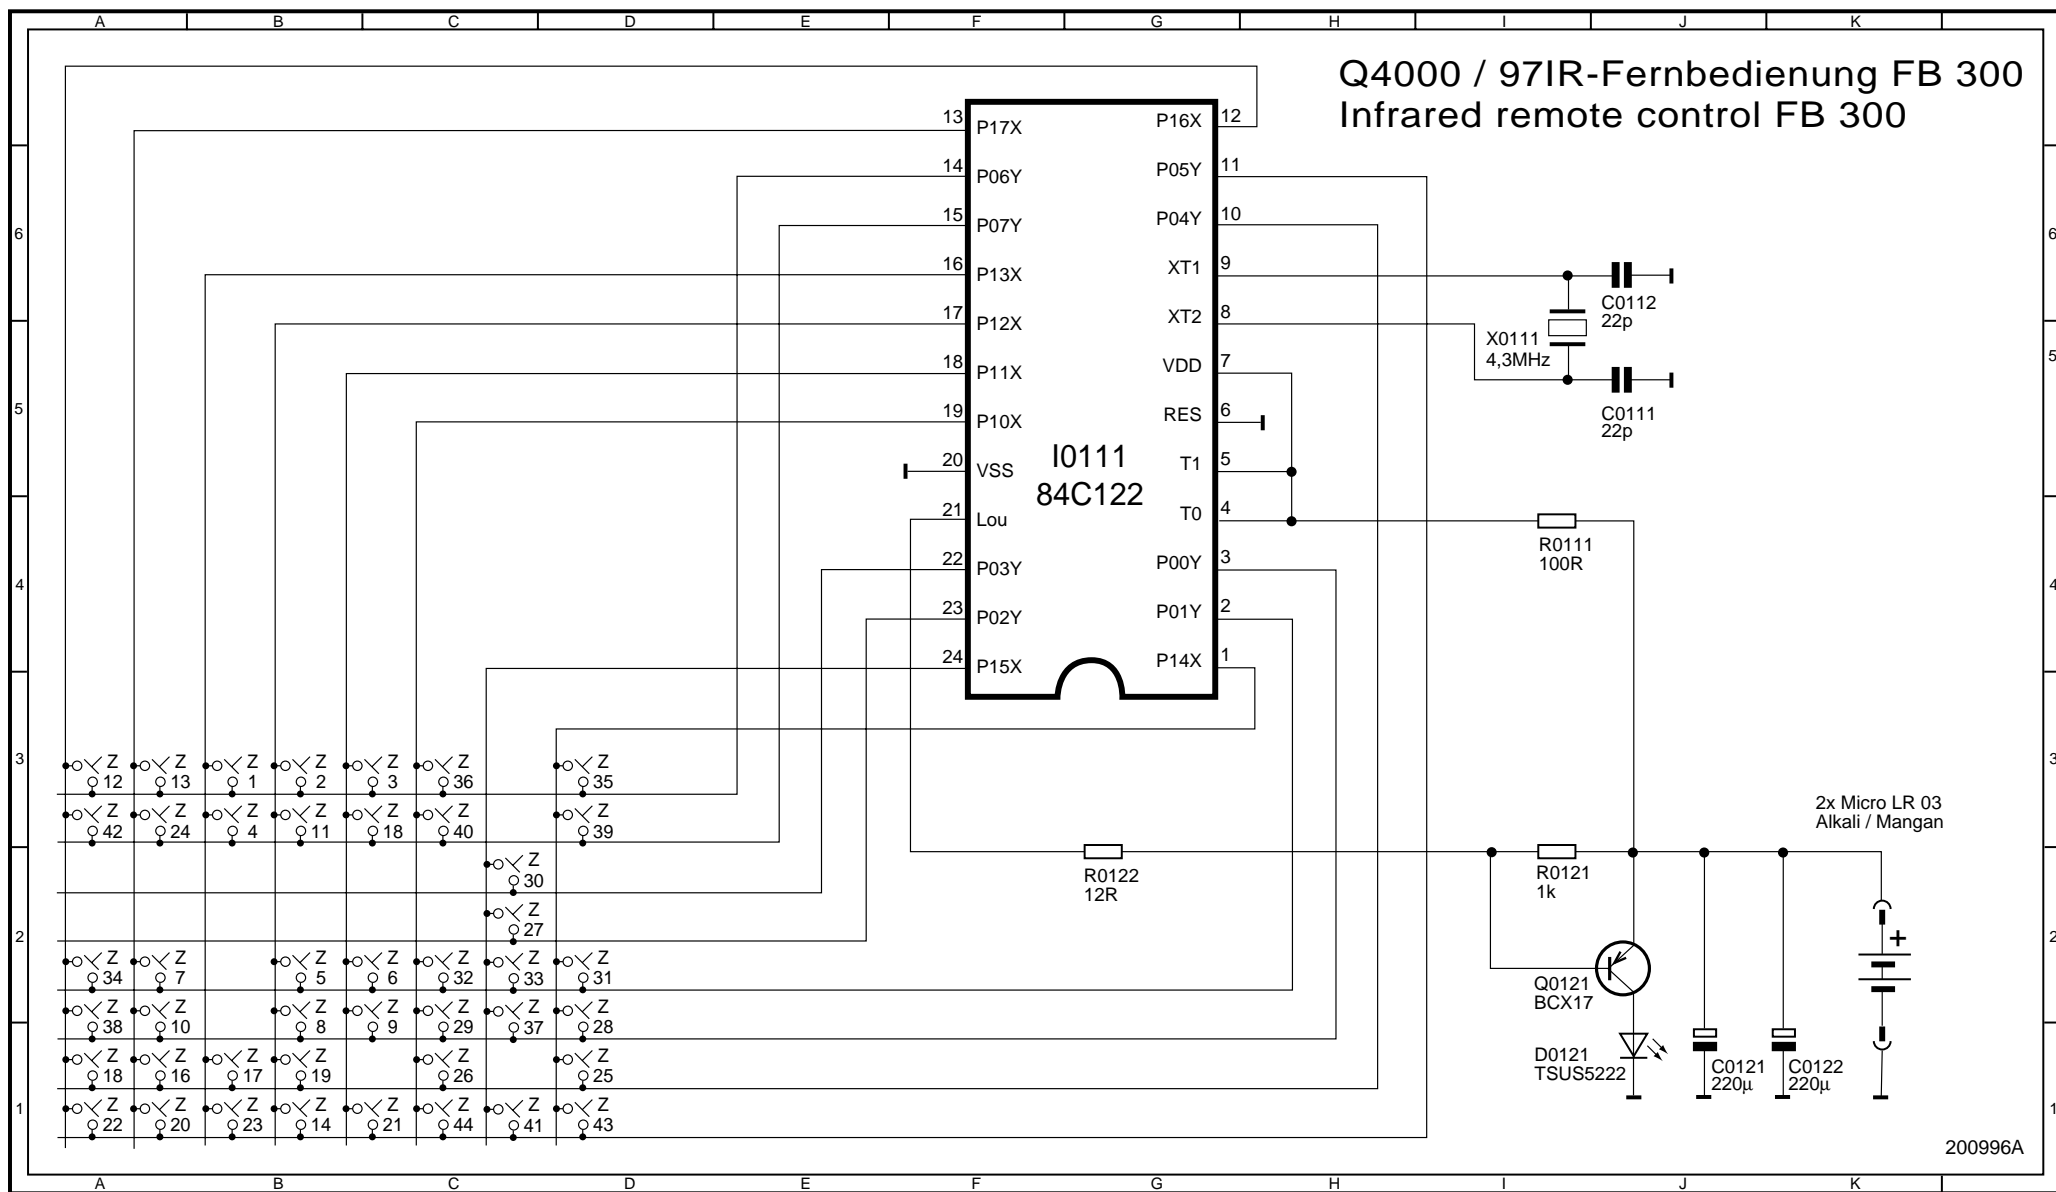 A B C D E F G H I J K
Q4000 / 97IR-Fernbedienung FB 300
Infrared remote control FB 300
13 P17X P16X 12
14 P06Y P05Y 11
15 P07Y P04Y 10
6 6
16 P13X XT1 9
C0112
22p
17 P12X XT2 8
X0111
4,3MHz
5
18 P11X VDD 7
5
19 P10X RES 6
C0111
22p
I0111
84C122
20 VSS T1 5
21 Lou T0 4
R0111
100R
22 P03Y P00Y 3
4 4
23 P02Y P01Y 2
24 P15X P14X 1
3 3
Z Z Z Z Z Z Z
12 13 1 2 3 36 35
2x Micro LR 03
Alkali / Mangan
Z Z Z Z Z Z Z
42 24 4 11 18 40 39
Z
30
R0122
12R
R0121
1k
Z
27
2 2
+
Z Z Z Z Z Z Z
34 7 5 6 32 33 31
Q0121
BCX17
Z Z Z Z Z Z Z
38 10 8 9 29 37 28
Z Z Z Z Z Z
18 16 17 19 26 25
D0121
TSUS5222
C0121
220µ
C0122
220µ
1 1
Z Z Z Z Z Z Z Z
22 20 23 14 21 44 41 43
200996A
A B C D E F G H I J K